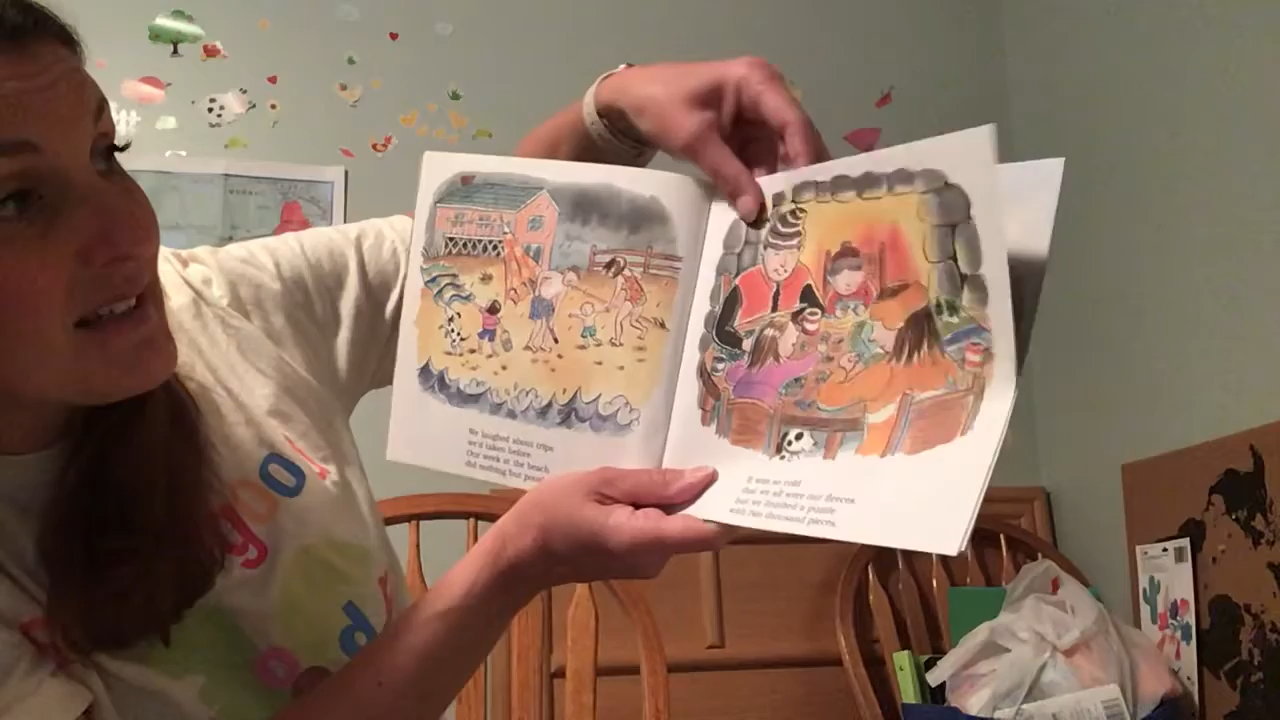 We laughed about trips
we'd taken before.
Our week at the beach
did nothing but pour!
It was so cold
that we all wore our fleeces,
but we finished a puzzle
with two thousand pieces.